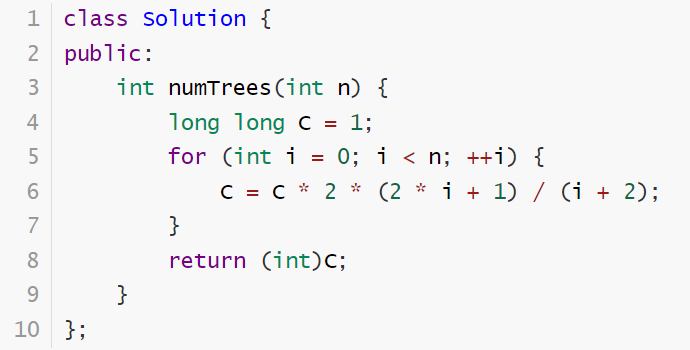 1 class Solution {
2 public:
3     int numTrees(int n) {
4         long long C = 1;
5         for (int i = 0; i < n; ++i) {
6             C = C * 2 * (2 * i + 1) / (i + 2);
7         }
8         return (int)C;
9     }
10 };